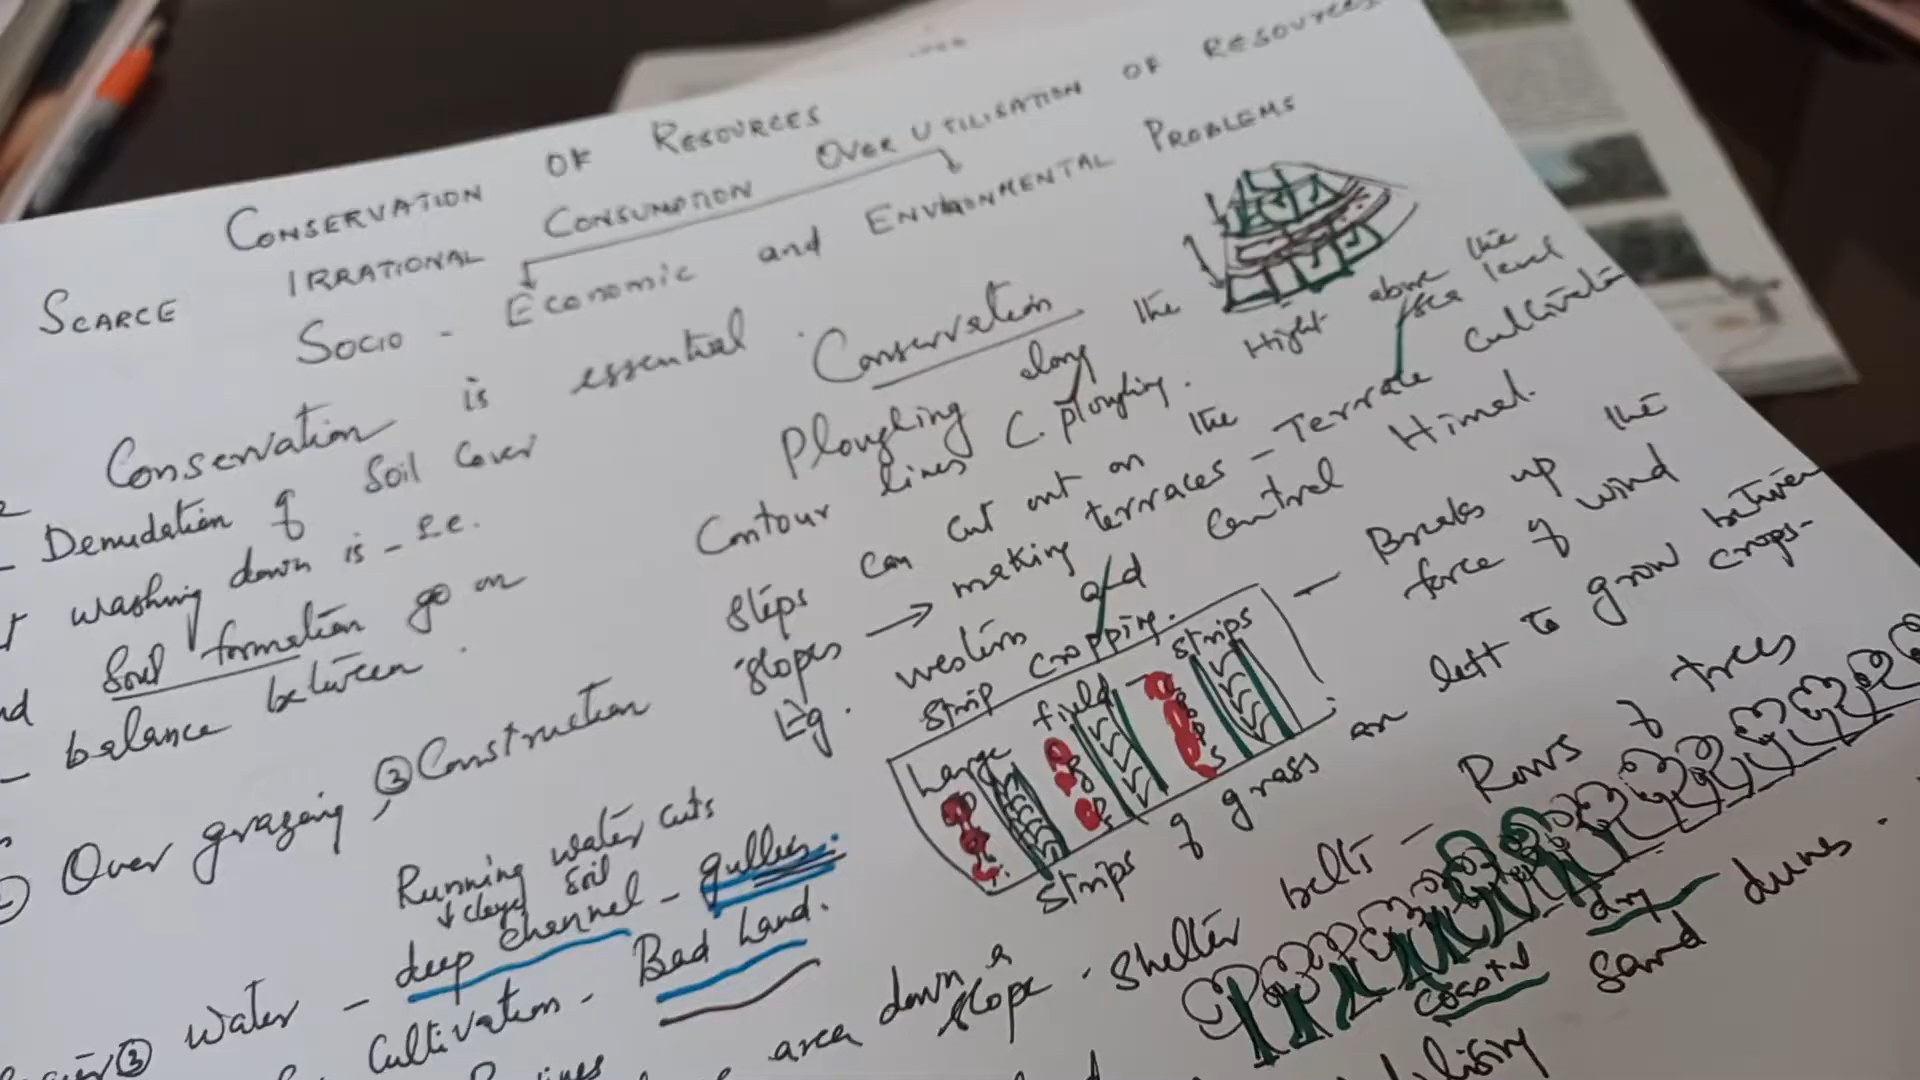 CONSERVATION OF RESOURCES
SCARCE IRRATIONAL CONSUMPTION OVER UTILISATION OF RESOURCES
SOCIO - ECONOMIC and ENVIRONMENTAL PROBLEMS
Conservation is essential.
Denudation of soil cover
washing down is - S.e.
Soil formation go on
balance between.
Over grazing, ③ Construction
Running water cuts
clayey soil
deep channel - gullies.
Water -
Cultivation - Bad Land.
Conservation
Ploughing along the
Contour lines C. ploughing.
Hight above the
sea level
Steps can cut out on the
slopes → making terraces - Terrace Cultivation
Eg. western and central Himal.
Strip cropping.
Large field - strips
crops
- Breaks up the
force of wind
Strips of grass are left to grow between
crops-
Shelter belts - Rows of trees
coastal - dry
sand dunes.
area down a
slope.